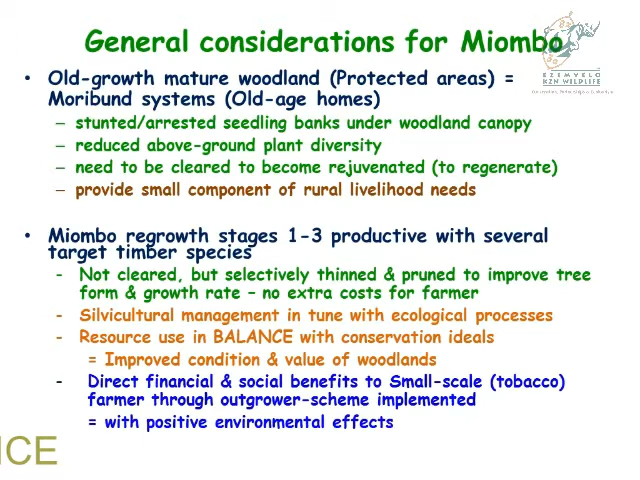 General considerations for Miombo
EZEMVELO
KZN WILDLIFE
• Old-growth mature woodland (Protected areas) =
Moribund systems (Old-age homes)
– stunted/arrested seedling banks under woodland canopy
– reduced above-ground plant diversity
– need to be cleared to become rejuvenated (to regenerate)
– provide small component of rural livelihood needs
• Miombo regrowth stages 1-3 productive with several
target timber species
- Not cleared, but selectively thinned & pruned to improve tree
form & growth rate – no extra costs for farmer
- Silvicultural management in tune with ecological processes
- Resource use in BALANCE with conservation ideals
= Improved condition & value of woodlands
- Direct financial & social benefits to Small-scale (tobacco)
farmer through outgrower-scheme implemented
= with positive environmental effects
CE